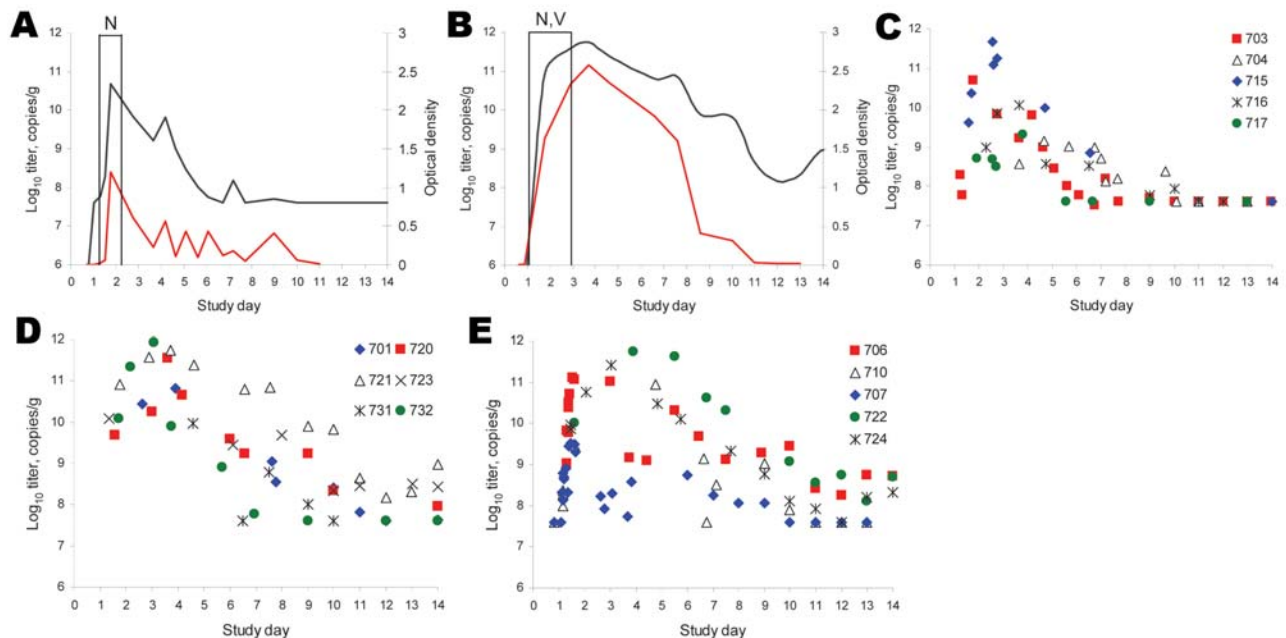 A
N
12
11
10
9
8
7
6
Log10 titer, copies/g
3
2.5
2
1.5
1
0.5
0
Optical density
0 1 2 3 4 5 6 7 8 9 10 11 12 13 14
Study day
B
N,V
12
11
10
9
8
7
6
Log10 titer, copies/g
3
2.5
2
1.5
1
0.5
0
Optical density
0 1 2 3 4 5 6 7 8 9 10 11 12 13 14
Study day
C
12
11
10
9
8
7
6
Log10 titer, copies/g
703
704
715
716
717
0 1 2 3 4 5 6 7 8 9 10 11 12 13 14
Study day
D
12
11
10
9
8
7
6
Log10 titer, copies/g
701 720
721 723
731 732
0 1 2 3 4 5 6 7 8 9 10 11 12 13 14
Study day
E
12
11
10
9
8
7
6
Log10 titer, copies/g
706
710
707
722
724
0 1 2 3 4 5 6 7 8 9 10 11 12 13 14
Study day